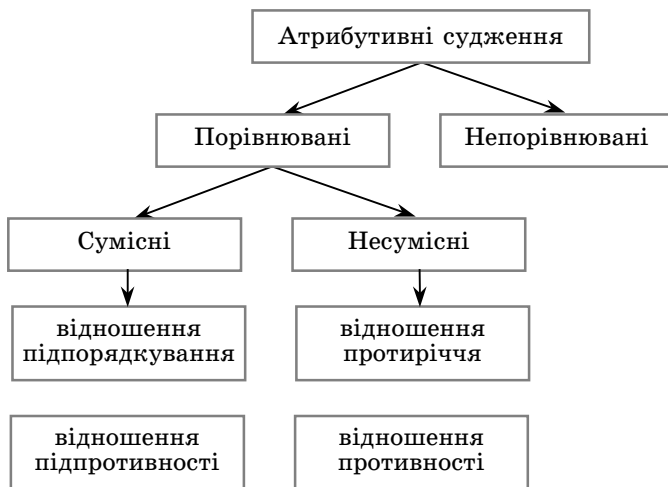 Атрибутивні судження
Порівнювані
Непорівнювані
Сумісні
Несумісні
відношення
підпорядкування
відношення
протиріччя
відношення
підпротивності
відношення
противності